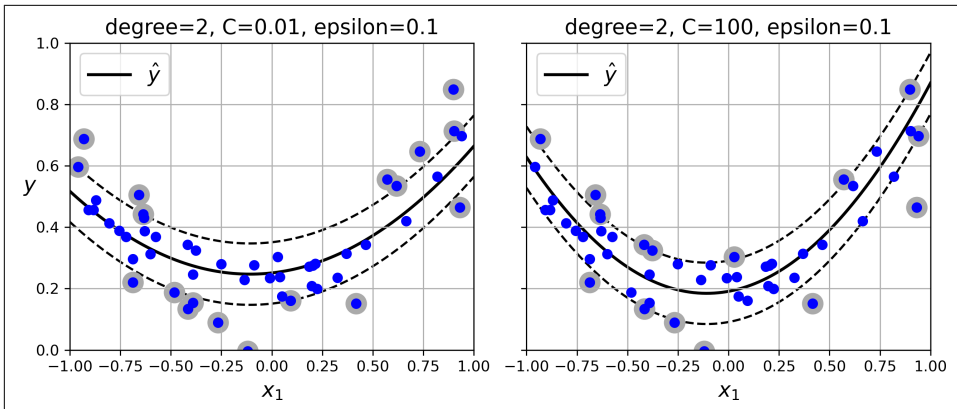 degree=2, C=0.01, epsilon=0.1
ŷ
y
1.0
0.8
0.6
0.4
0.2
0.0
−1.00 −0.75 −0.50 −0.25 0.00 0.25 0.50 0.75 1.00
x₁
degree=2, C=100, epsilon=0.1
ŷ
−1.00 −0.75 −0.50 −0.25 0.00 0.25 0.50 0.75 1.00
x₁